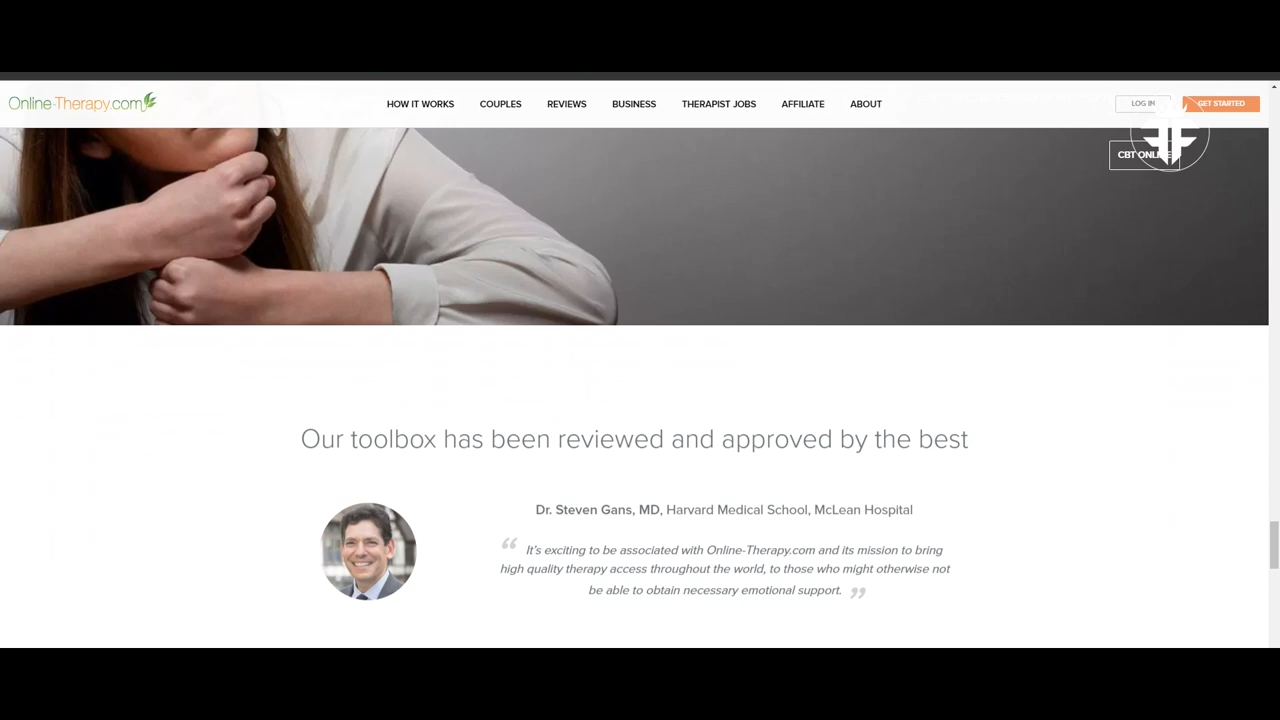 Online-Therapy.com
HOW IT WORKS
COUPLES
REVIEWS
BUSINESS
THERAPIST JOBS
AFFILIATE
ABOUT
LOG IN
GET STARTED
CBT
Our toolbox has been reviewed and approved by the best
Dr. Steven Gans, MD, Harvard Medical School, McLean Hospital
“ It's exciting to be associated with Online-Therapy.com and its mission to bring
high quality therapy access throughout the world, to those who might otherwise not
be able to obtain necessary emotional support. ”